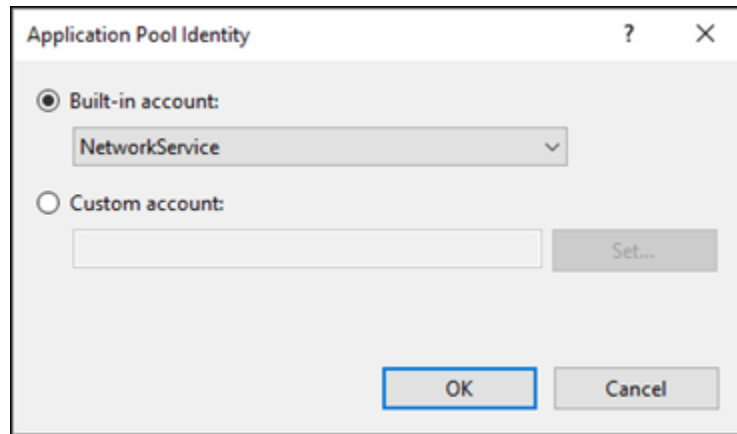 Application Pool Identity ?
Built-in account:
NetworkService
Custom account:
Set...
OK Cancel